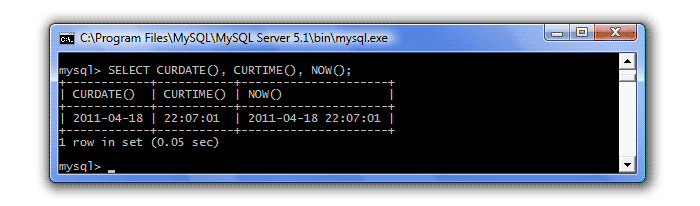 C:\Program Files\MySQL\MySQL Server 5.1\bin\mysql.exe
mysql> SELECT CURDATE(), CURTIME(), NOW();
+------------+-----------+---------------------+
| CURDATE()  | CURTIME() | NOW()               |
+------------+-----------+---------------------+
| 2011-04-18 | 22:07:01  | 2011-04-18 22:07:01 |
+------------+-----------+---------------------+
1 row in set (0.05 sec)
mysql> _